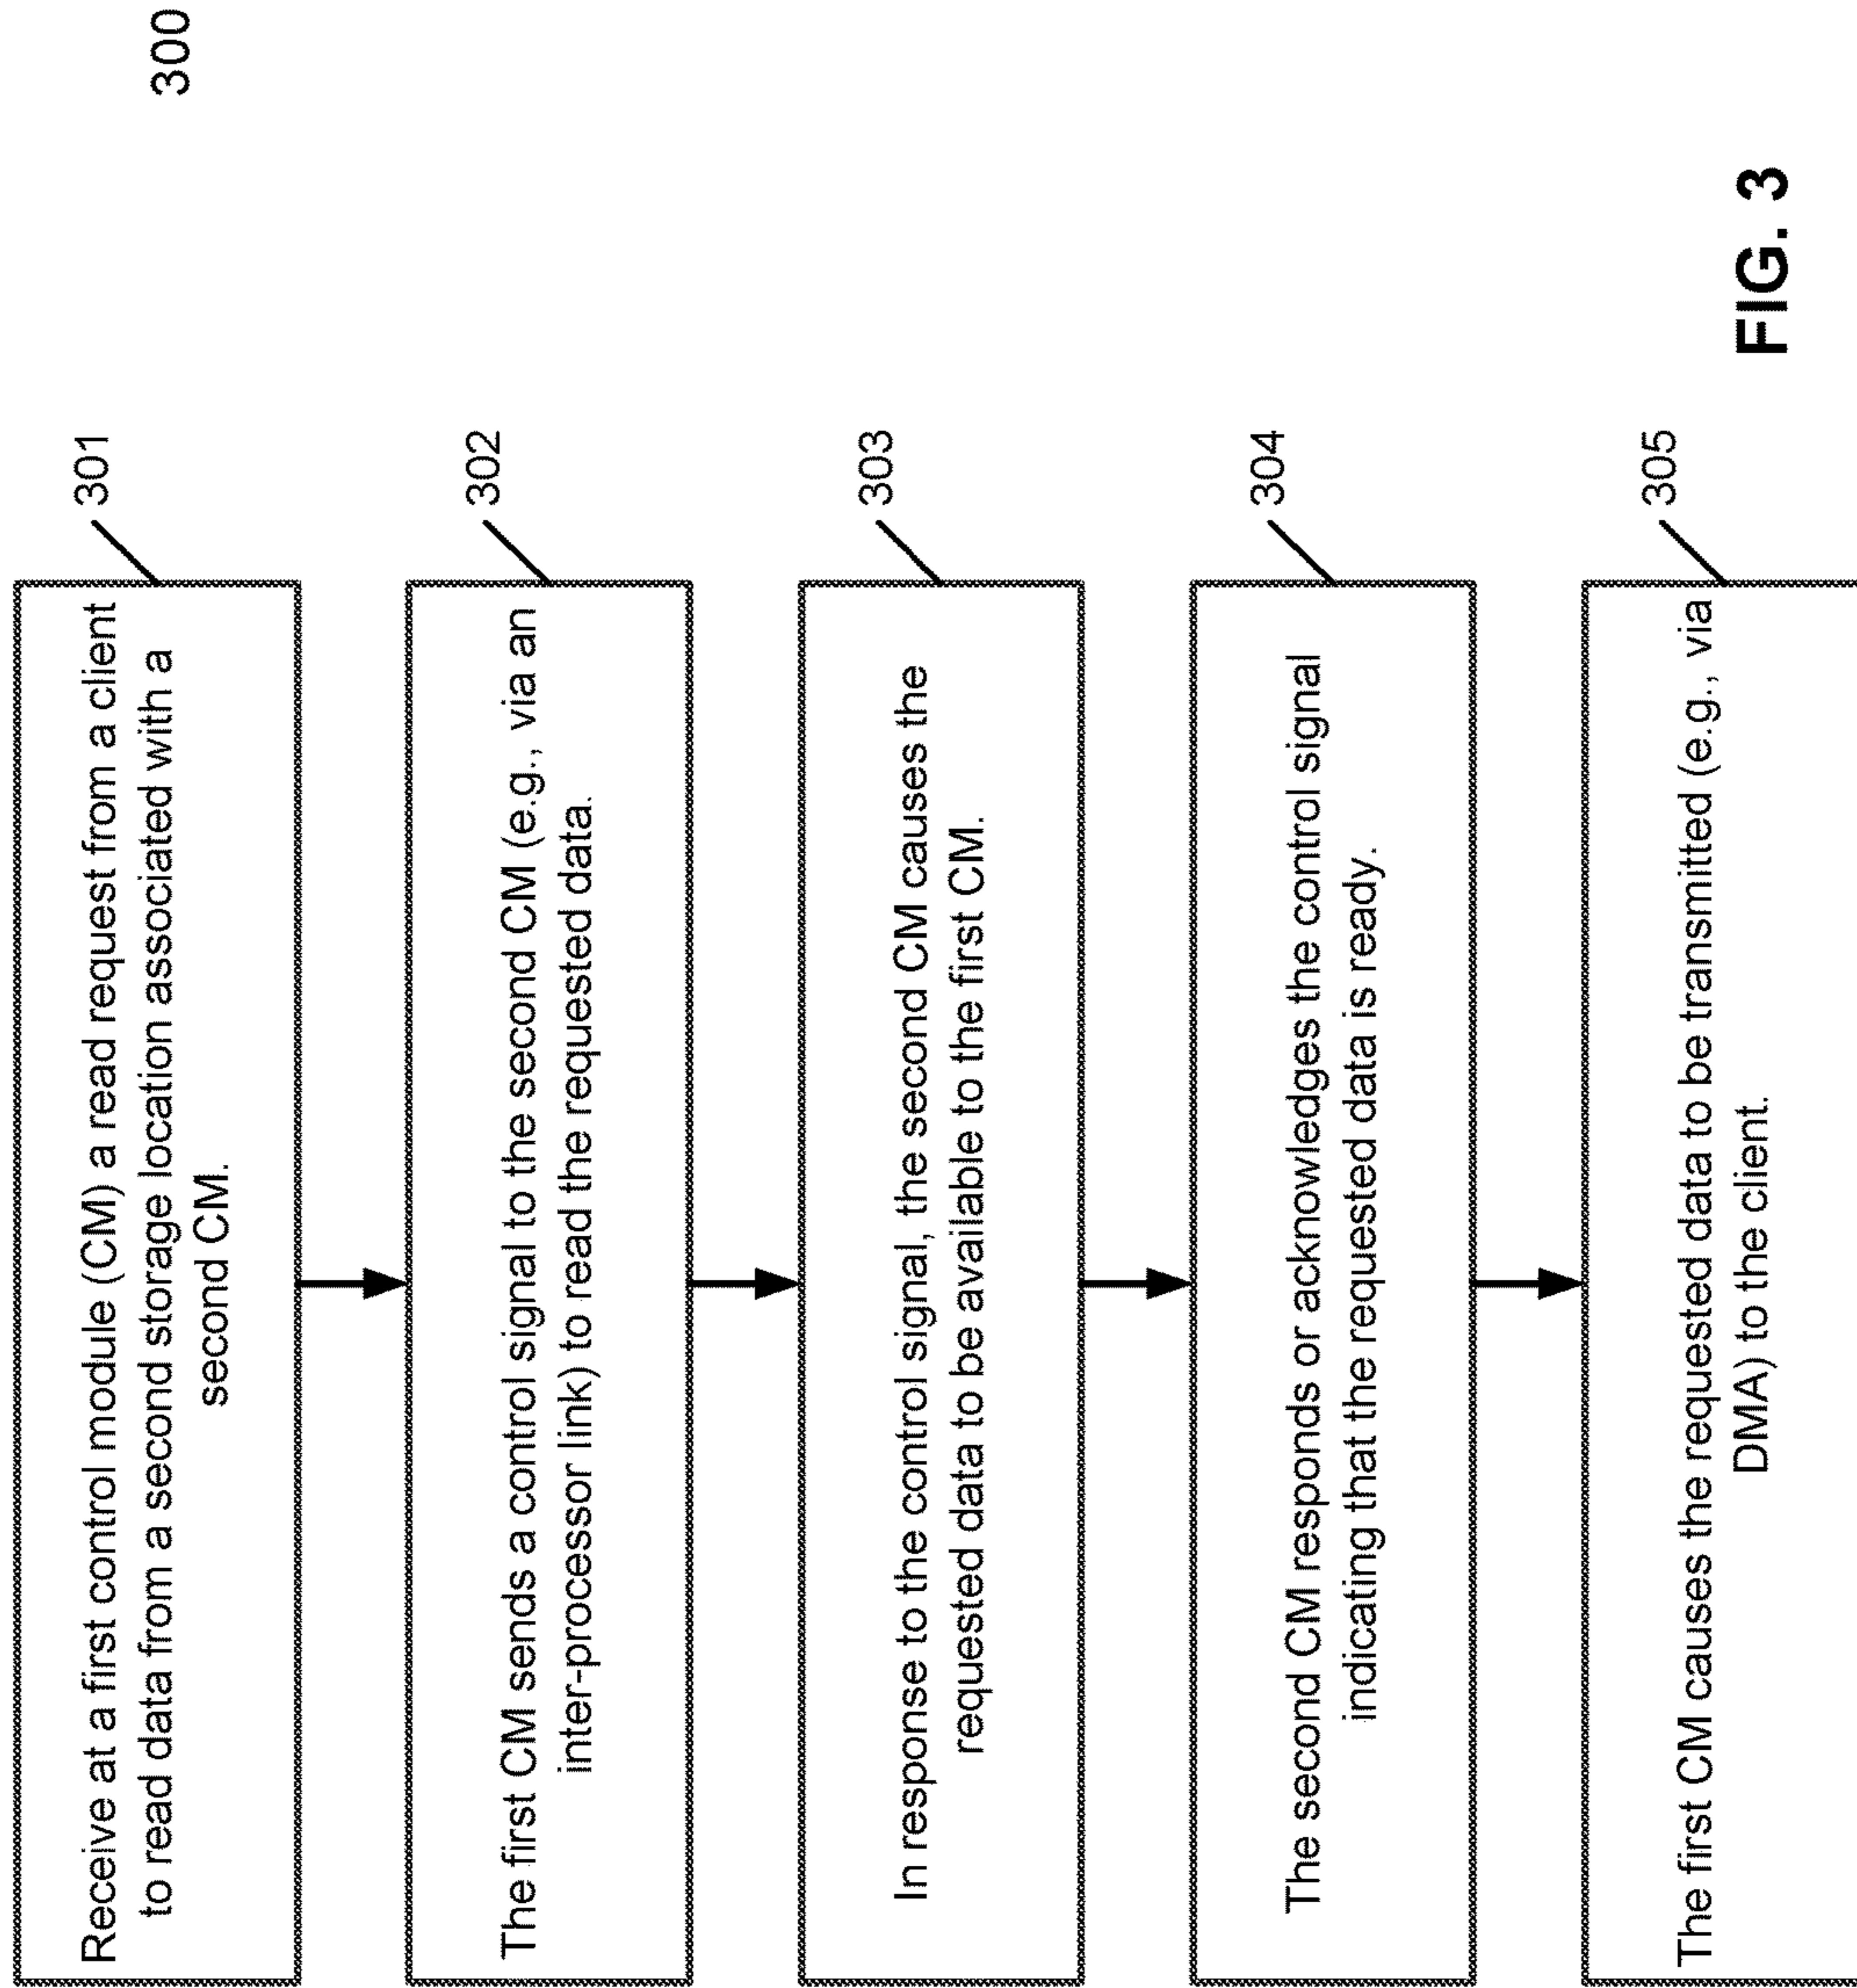 300
Receive at a first control module (CM) a read request from a client
to read data from a second storage location associated with a
second CM.
301
The first CM sends a control signal to the second CM (e.g., via an
inter-processor link) to read the requested data.
302
In response to the control signal, the second CM causes the
requested data to be available to the first CM.
303
The second CM responds or acknowledges the control signal
indicating that the requested data is ready.
304
The first CM causes the requested data to be transmitted (e.g., via
DMA) to the client.
305
FIG. 3